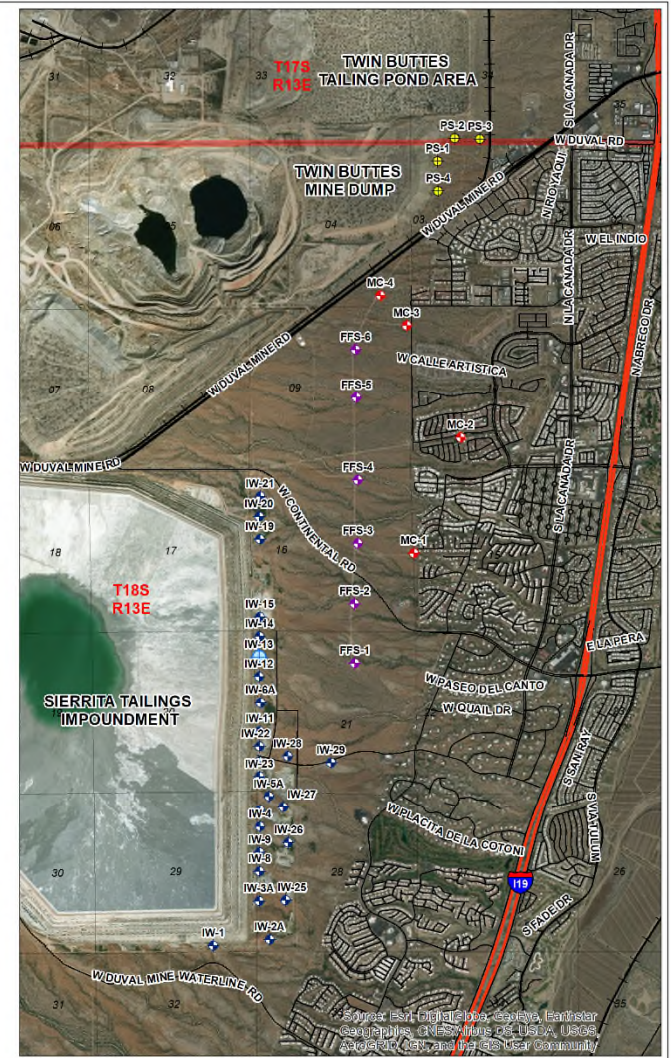 T17S
R13E
TWIN BUTTES
TAILING POND AREA
31
32
33
34
35
S LA CANADA DR
PS-2 PS-3
W DUVAL RD
PS-1
TWIN BUTTES
MINE DUMP
PS-4
N RIO YAQUI
W DUVAL MINE RD
06
05
04
03
W EL INDIO
N LA CANADA DR
N ABREGO DR
MC-4
MC-3
FFS-6
W CALLE ARTISTICA
W DUVAL MINE RD
07
08
09
FFS-5
MC-2
S LA CANADA DR
W DUVAL MINE RD
FFS-4
IW-21
IW-20
IW-19
W CONTINENTAL RD
18
17
16
FFS-3
MC-1
T18S
R13E
FFS-2
IW-15
IW-14
IW-13
IW-12
FFS-1
E LA PERA
W PASEO DEL CANTO
IW-6A
SIERRITA TAILINGS
IMPOUNDMENT
W QUAIL DR
IW-11
21
IW-22
IW-28
IW-29
S SAN RAY
IW-23
IW-5A
IW-27
S VIA TULUM
IW-4
W PLACITA DE LA COTONI
IW-26
IW-9
IW-8
30
29
28
27
26
I19
IW-3A
IW-25
S FADE DR
IW-1
IW-2A
W DUVAL MINE WATERLINE RD
31
32
35
Source: Esri, DigitalGlobe, GeoEye, Earthstar
Geographics, CNES/Airbus DS, USDA, USGS,
AeroGRID, IGN, and the GIS User Community